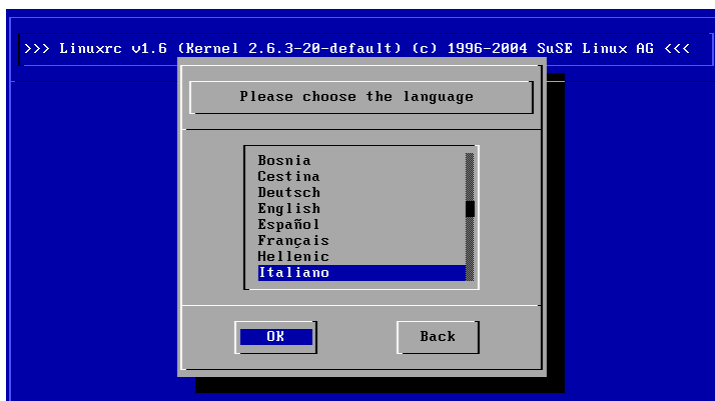 >>> Linuxrc v1.6 (Kernel 2.6.3-20-default) (c) 1996-2004 SuSE Linux AG <<<
Please choose the language
Bosnia
Cestina
Deutsch
English
Español
Français
Hellenic
Italiano
OK Back